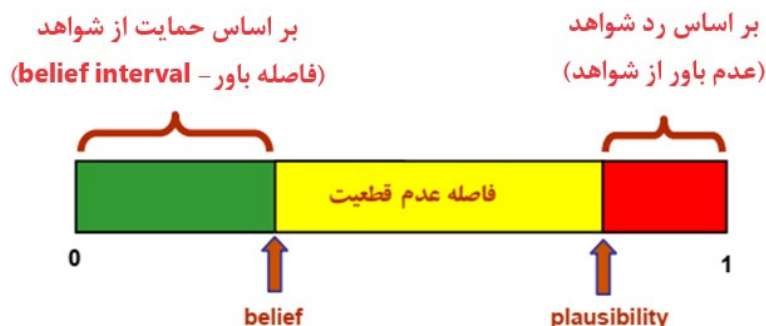 بر اساس رد شواهد
(عدم باور از شواهد)
بر اساس حمایت از شواهد
(فاصله باور – belief interval)
فاصله عدم قطعیت
0
1
belief
plausibility